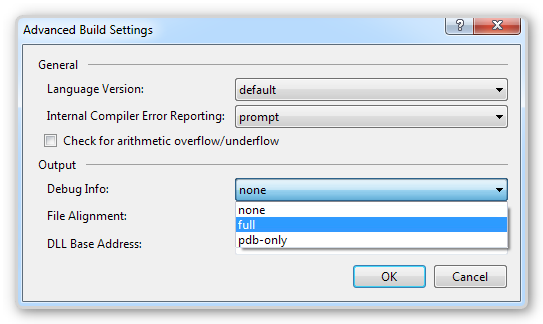 Advanced Build Settings
General
Language Version: default
Internal Compiler Error Reporting: prompt
Check for arithmetic overflow/underflow
Output
Debug Info: none
none
File Alignment: full
DLL Base Address: pdb-only
OK Cancel